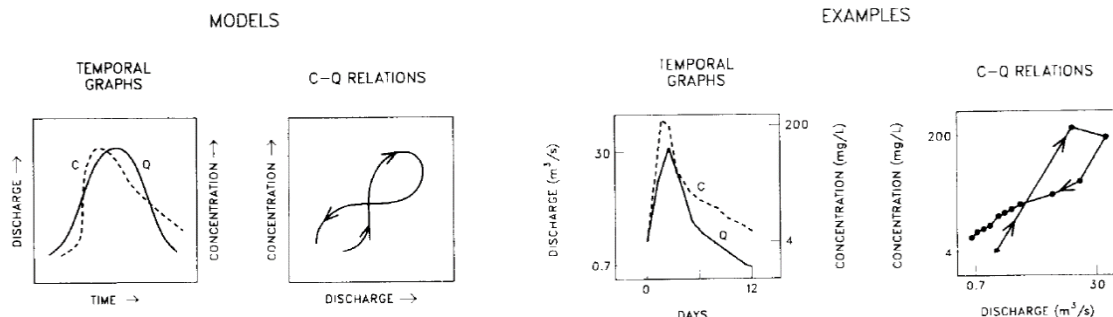 MODELS
EXAMPLES
TEMPORAL
GRAPHS
C-Q RELATIONS
TEMPORAL
GRAPHS
C-Q RELATIONS
DISCHARGE →
C
Q
CONCENTRATION →
TIME →
CONCENTRATION →
DISCHARGE →
DISCHARGE (m³/s)
30
0.7
C
Q
200
4
CONCENTRATION (mg/L)
0
12
DAYS
CONCENTRATION (mg/L)
200
4
0.7
30
DISCHARGE (m³/s)